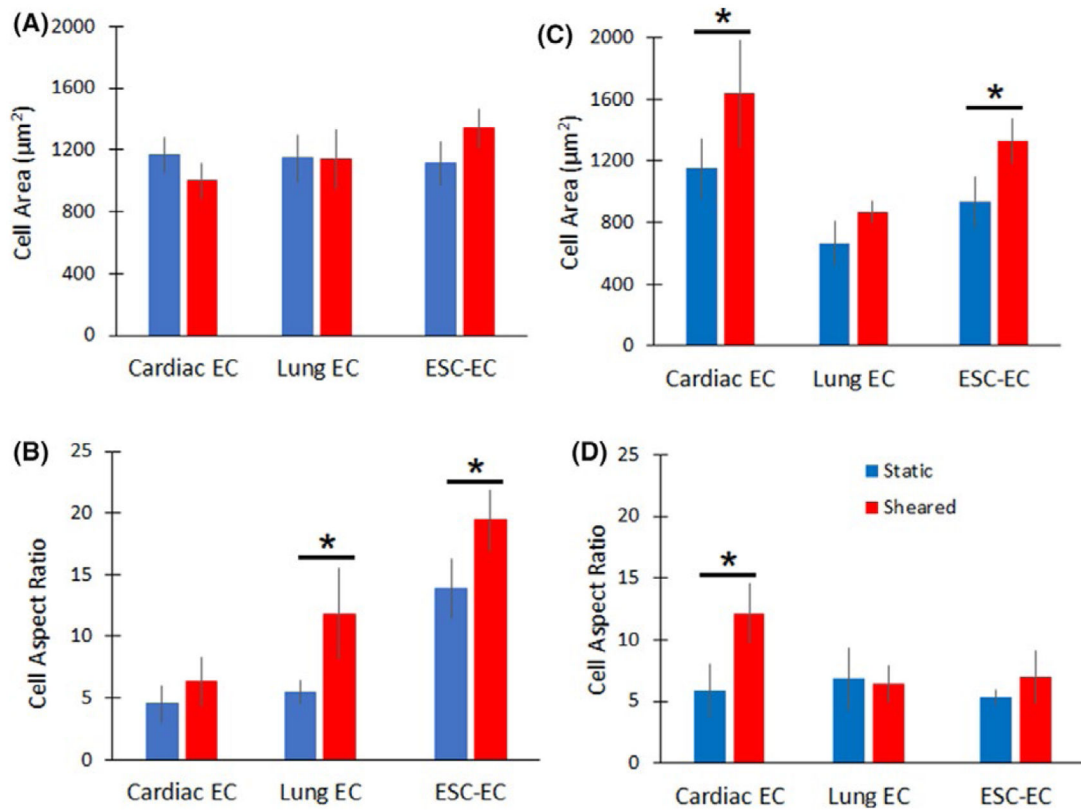 (A)
Cell Area (µm²)
2000
1600
1200
800
400
0
Cardiac EC Lung EC ESC-EC
(C)
Cell Area (µm²)
2000
1600
1200
800
400
0
* *
Cardiac EC Lung EC ESC-EC
(B)
Cell Aspect Ratio
25
20
15
10
5
0
* *
Cardiac EC Lung EC ESC-EC
(D)
Cell Aspect Ratio
25
20
15
10
5
0
*
Static
Sheared
Cardiac EC Lung EC ESC-EC